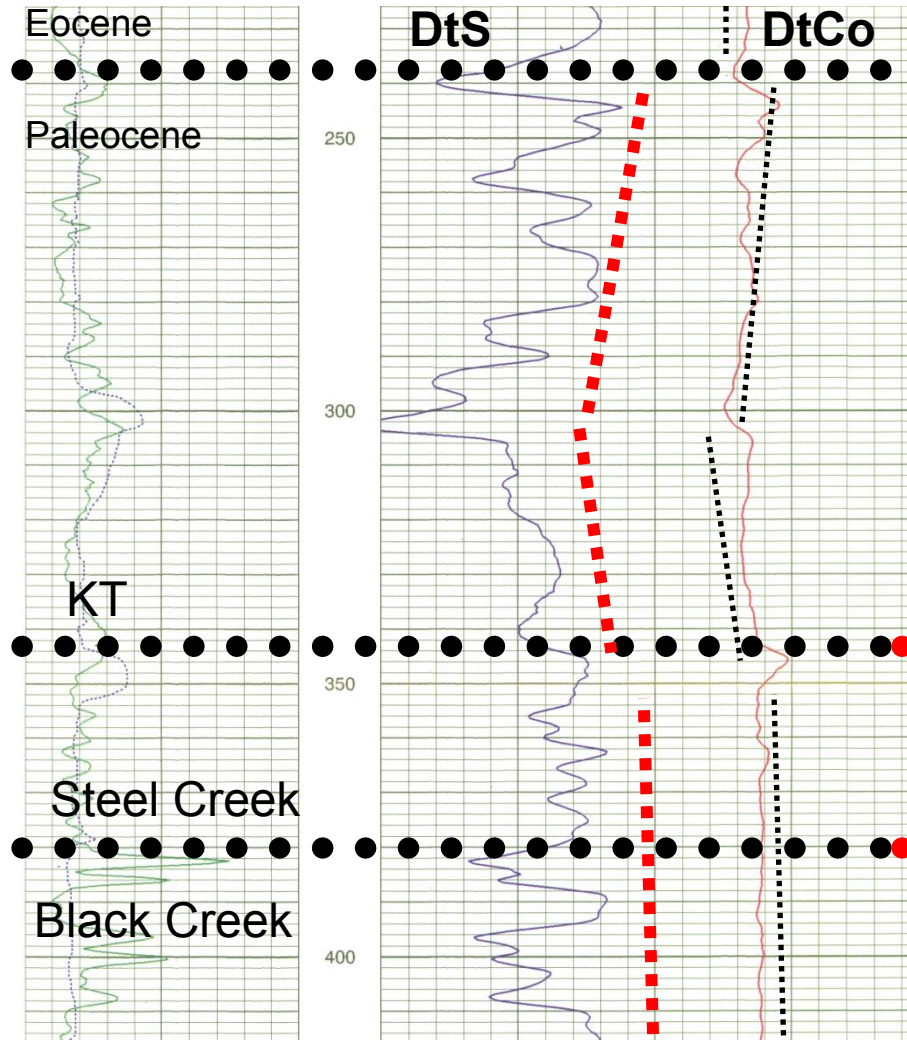 Eocene
DtS
DtCo
Paleocene
250
300
KT
350
Steel Creek
Black Creek
400